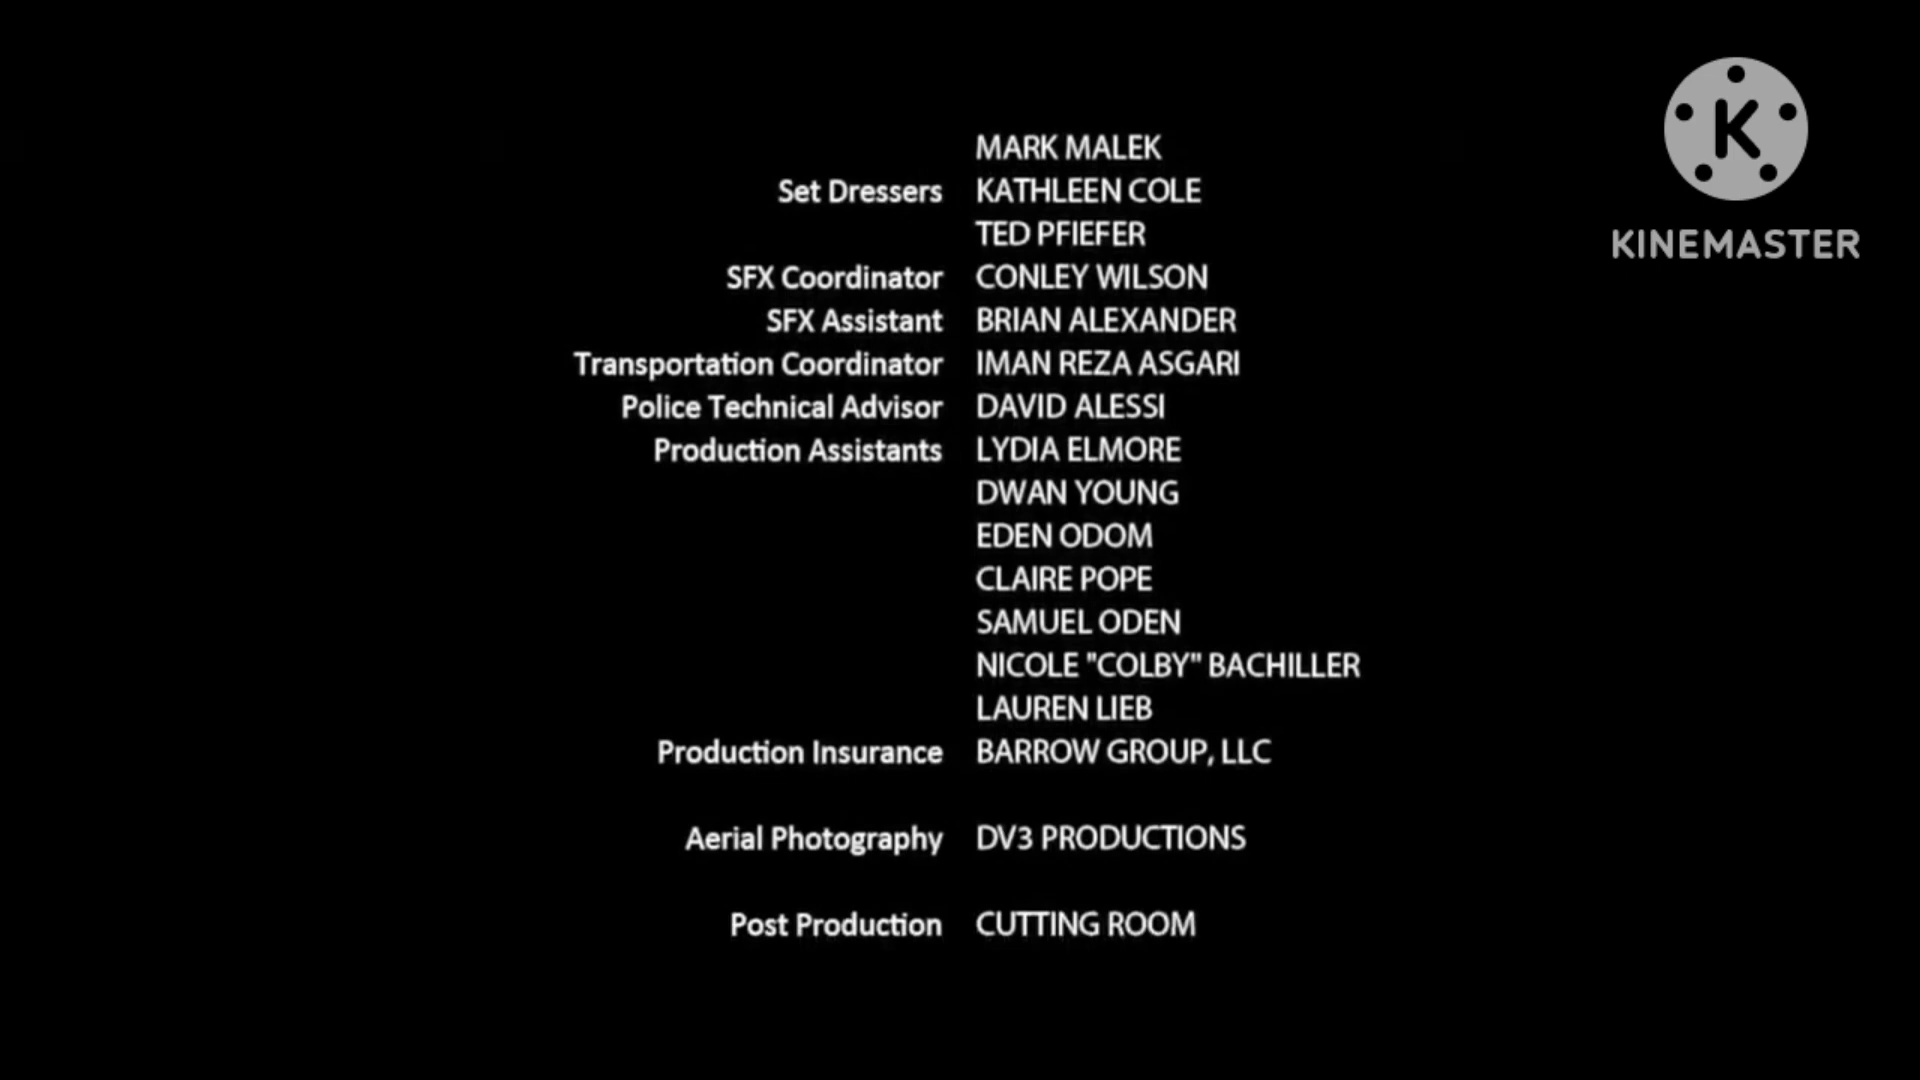 MARK MALEK
Set Dressers KATHLEEN COLE
TED PFIEFER
SFX Coordinator CONLEY WILSON
SFX Assistant BRIAN ALEXANDER
Transportation Coordinator IMAN REZA ASGARI
Police Technical Advisor DAVID ALESSI
Production Assistants LYDIA ELMORE
DWAN YOUNG
EDEN ODOM
CLAIRE POPE
SAMUEL ODEN
NICOLE "COLBY" BACHILLER
LAUREN LIEB
Production Insurance BARROW GROUP, LLC
Aerial Photography DV3 PRODUCTIONS
Post Production CUTTING ROOM
K
KINEMASTER